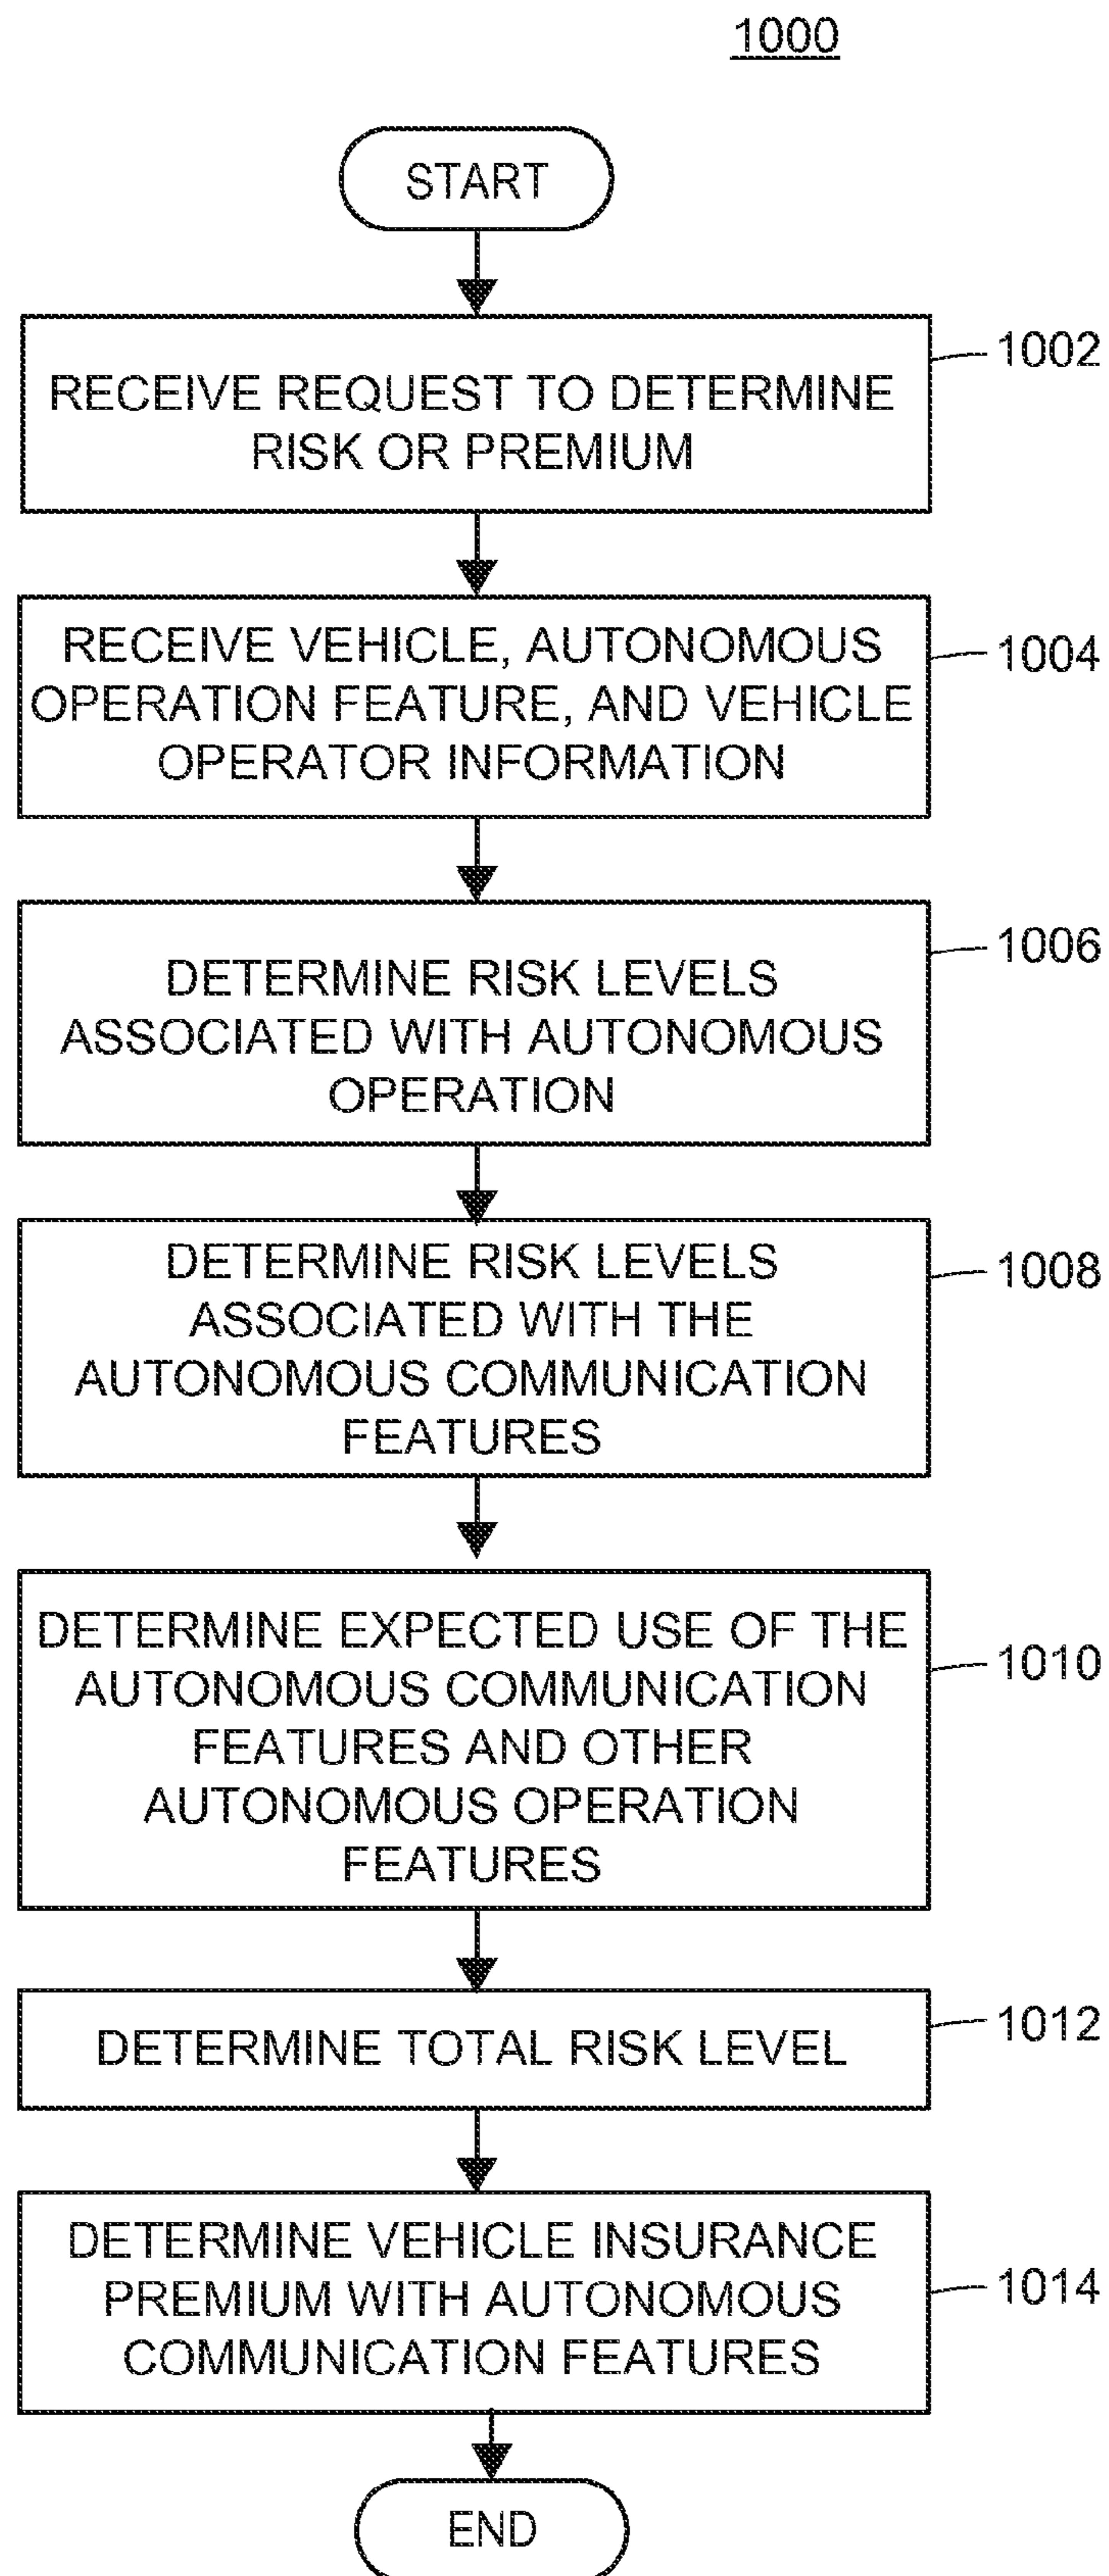 1000
START
1002
RECEIVE REQUEST TO DETERMINE
RISK OR PREMIUM
1004
RECEIVE VEHICLE, AUTONOMOUS
OPERATION FEATURE, AND VEHICLE
OPERATOR INFORMATION
1006
DETERMINE RISK LEVELS
ASSOCIATED WITH AUTONOMOUS
OPERATION
1008
DETERMINE RISK LEVELS
ASSOCIATED WITH THE
AUTONOMOUS COMMUNICATION
FEATURES
1010
DETERMINE EXPECTED USE OF THE
AUTONOMOUS COMMUNICATION
FEATURES AND OTHER
AUTONOMOUS OPERATION
FEATURES
1012
DETERMINE TOTAL RISK LEVEL
1014
DETERMINE VEHICLE INSURANCE
PREMIUM WITH AUTONOMOUS
COMMUNICATION FEATURES
END